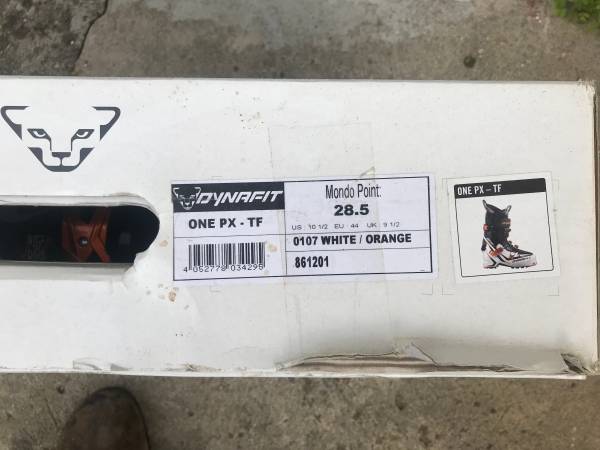 DYNAFIT
ONE PX - TF
4 052778 034295
Mondo Point:
28.5
US : 10 1/2 EU : 44 UK : 9 1/2
0107 WHITE / ORANGE
861201
ONE PX - TF